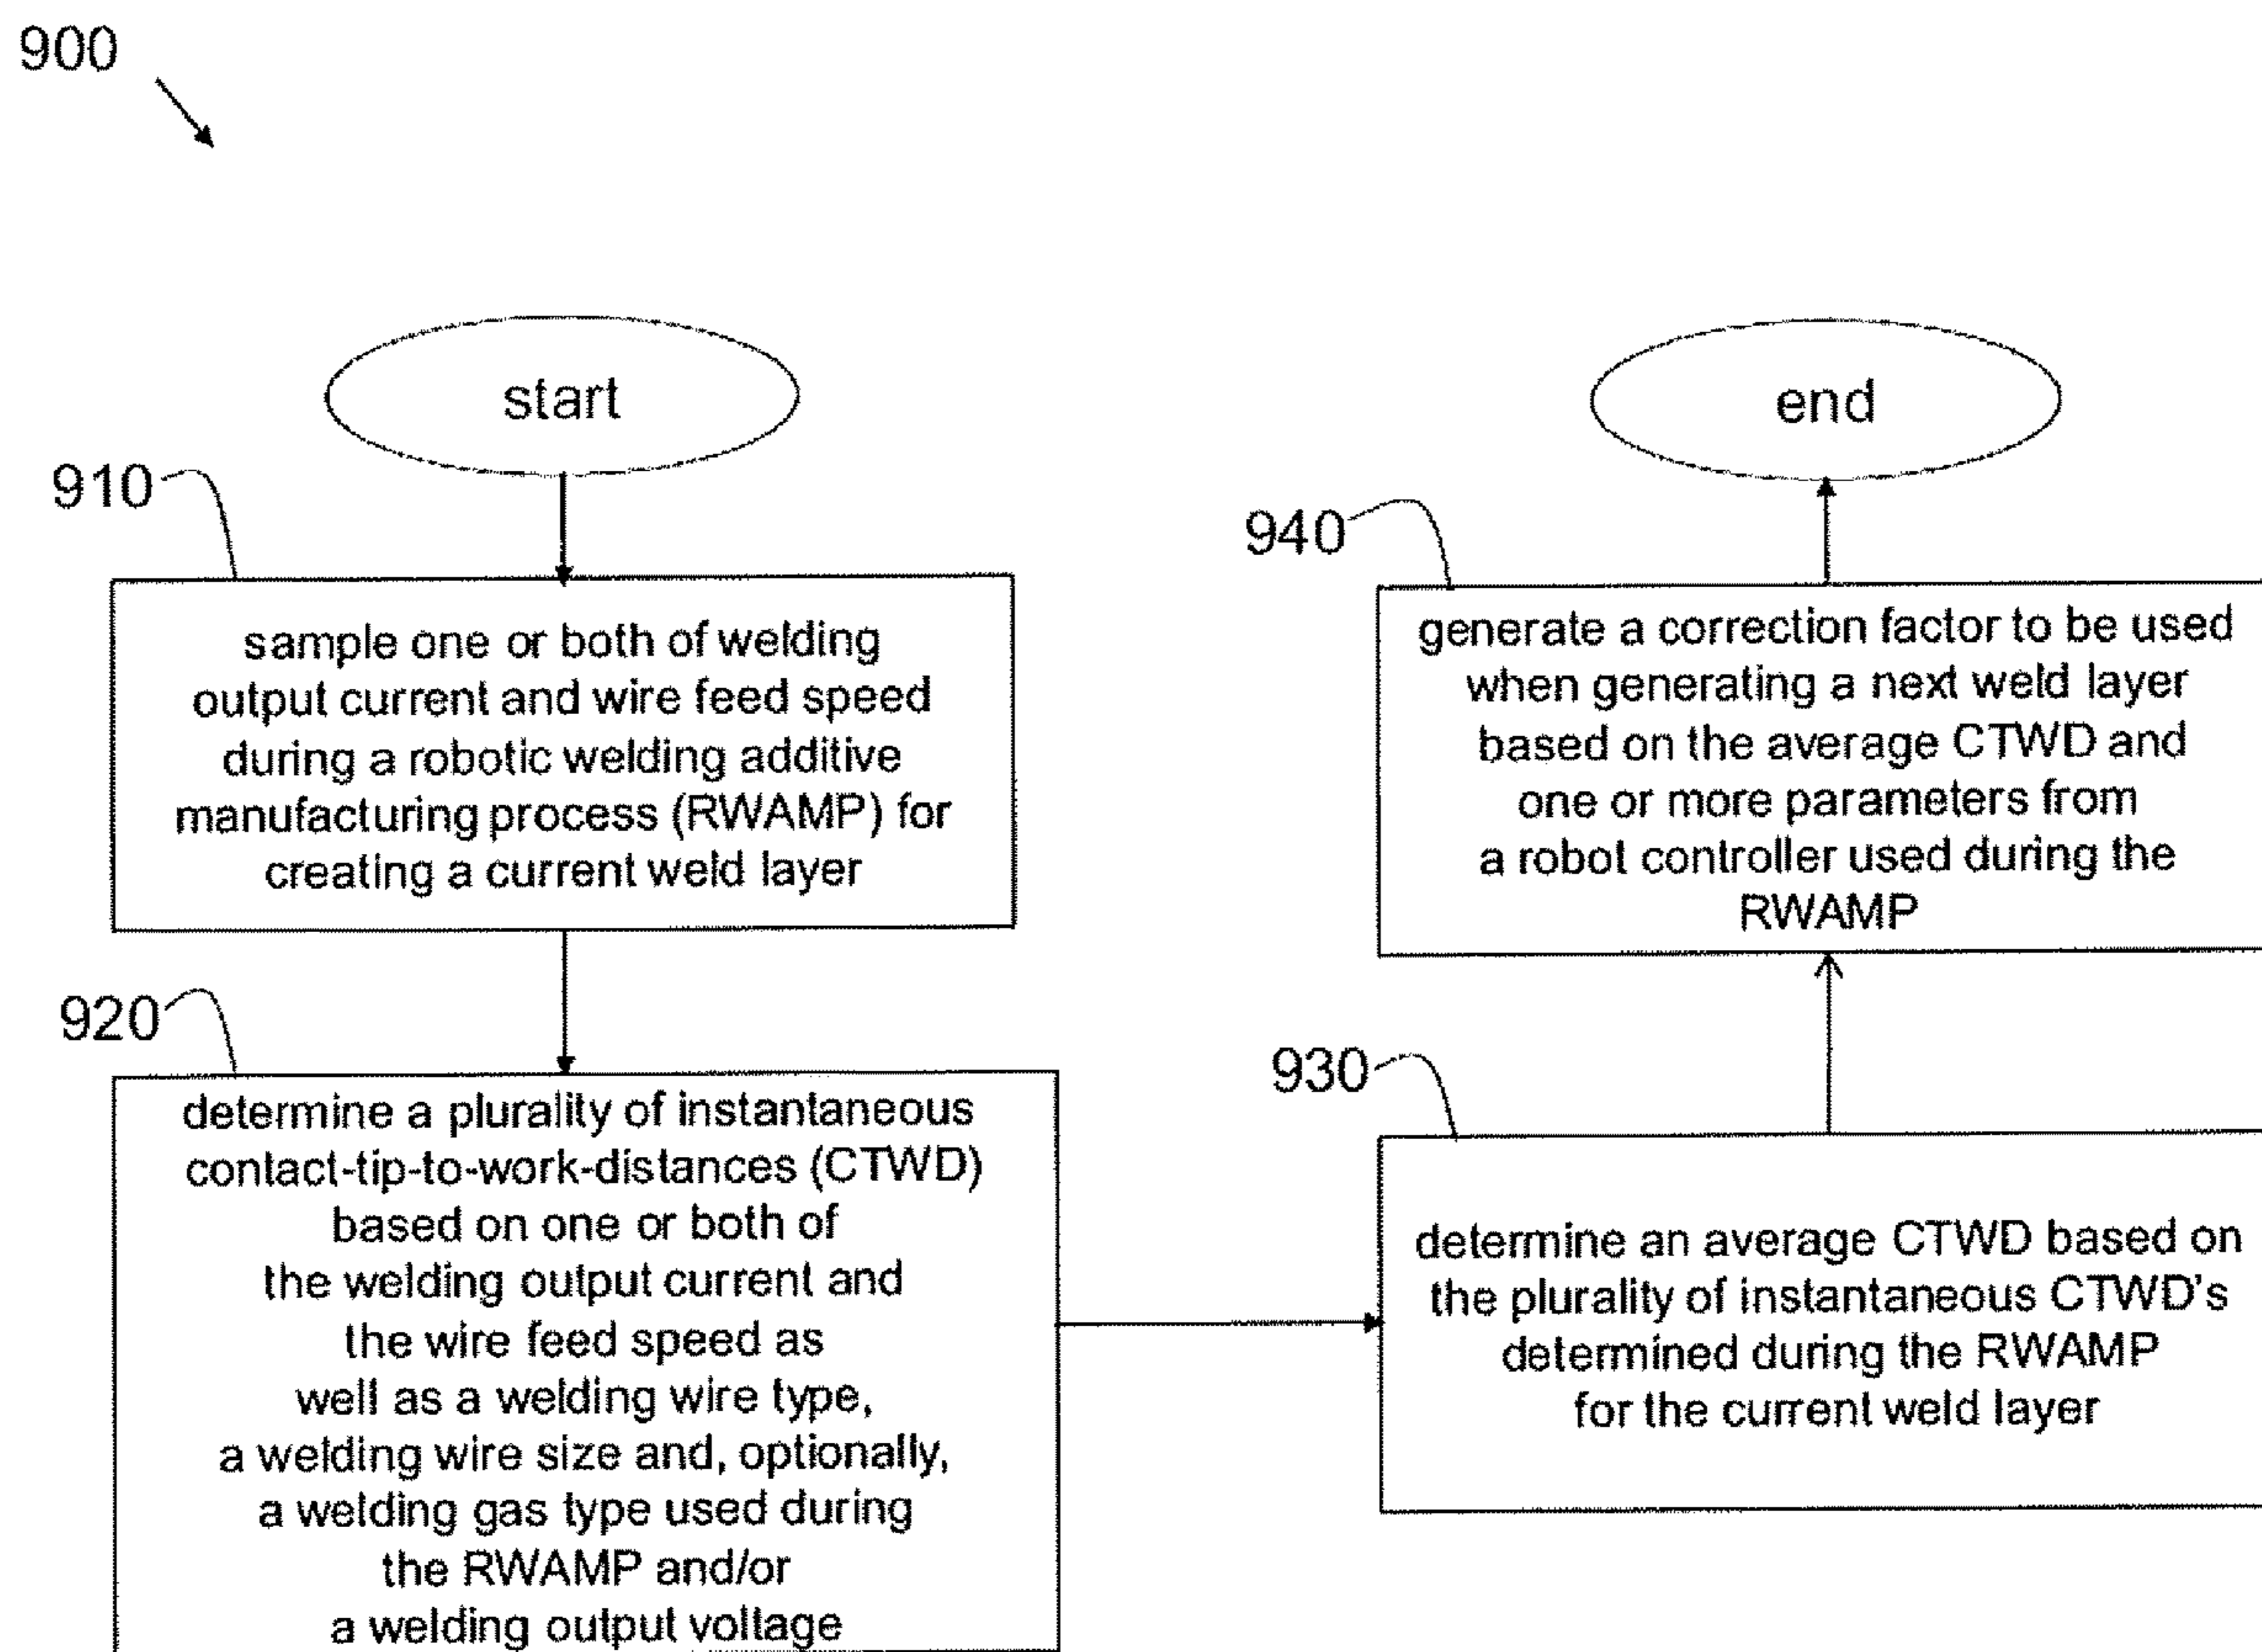 900
start
910
sample one or both of welding
output current and wire feed speed
during a robotic welding additive
manufacturing process (RWAMP) for
creating a current weld layer
920
determine a plurality of instantaneous
contact-tip-to-work-distances (CTWD)
based on one or both of
the welding output current and
the wire feed speed as
well as a welding wire type,
a welding wire size and, optionally,
a welding gas type used during
the RWAMP and/or
a welding output voltage
930
determine an average CTWD based on
the plurality of instantaneous CTWD's
determined during the RWAMP
for the current weld layer
940
generate a correction factor to be used
when generating a next weld layer
based on the average CTWD and
one or more parameters from
a robot controller used during the
RWAMP
end